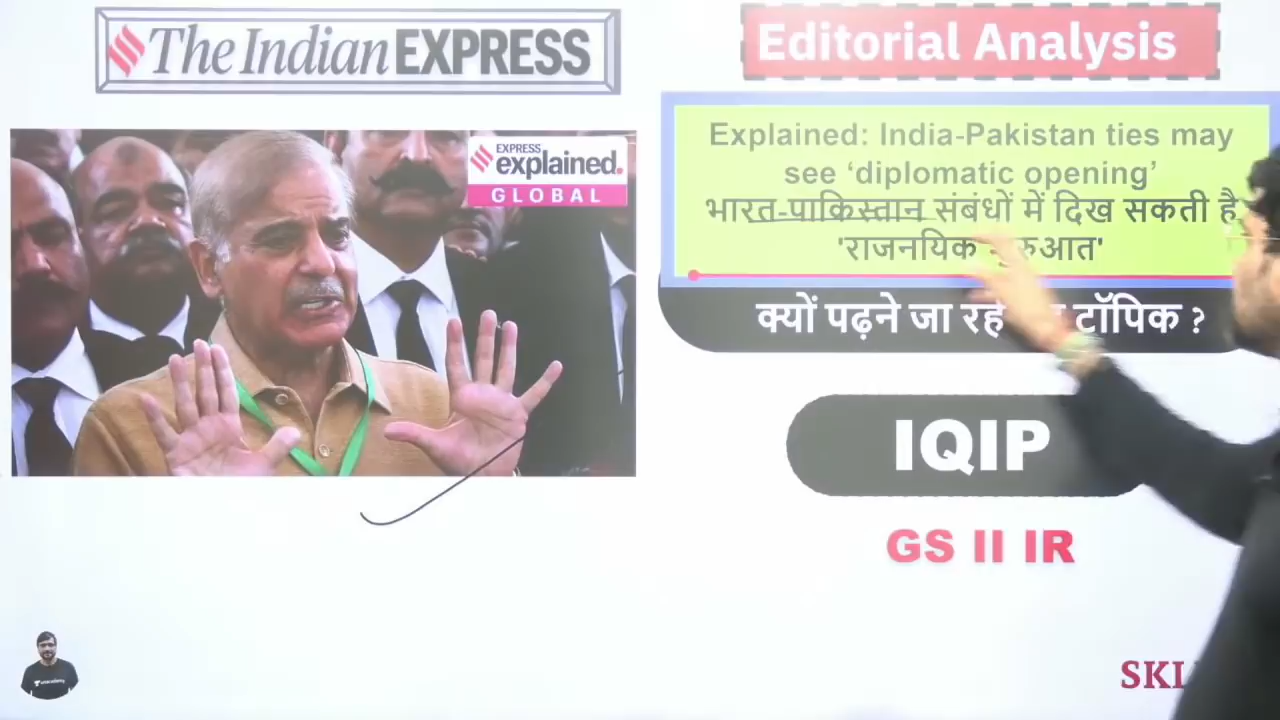 The Indian EXPRESS
Editorial Analysis
EXPRESS
explained.
GLOBAL
Explained: India-Pakistan ties may
see ‘diplomatic opening’
भारत-पाकिस्तान संबंधों में दिख सकती है
'राजनयिक
क्यों पढ़ने जा रहे टॉपिक ?
IQIP
GS II IR
unacademy